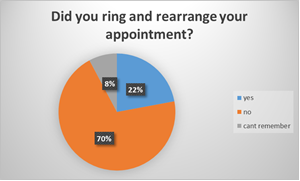 Did you ring and rearrange your
appointment?
8%
22%
70%
yes
no
cant remember